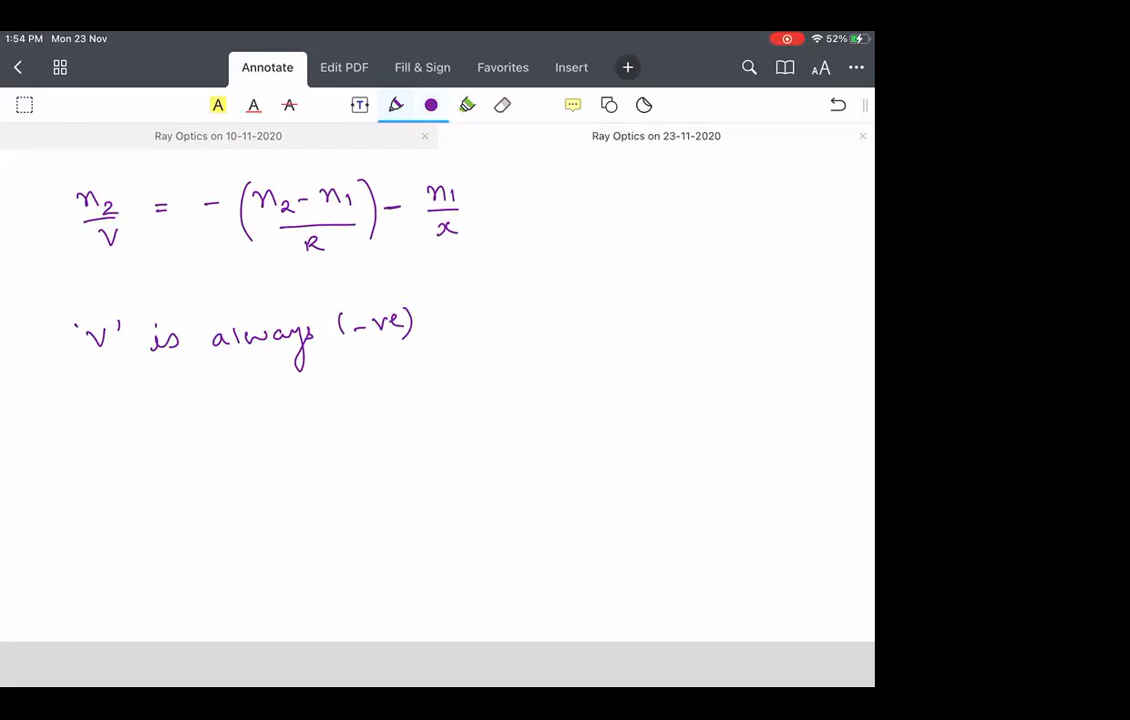 1:54 PM Mon 23 Nov
52%
Annotate Edit PDF Fill & Sign Favorites Insert
Ray Optics on 10-11-2020
Ray Optics on 23-11-2020
n₂/V = - (n₂ - n₁/R) - n₁/x
'V' is always (-ve)